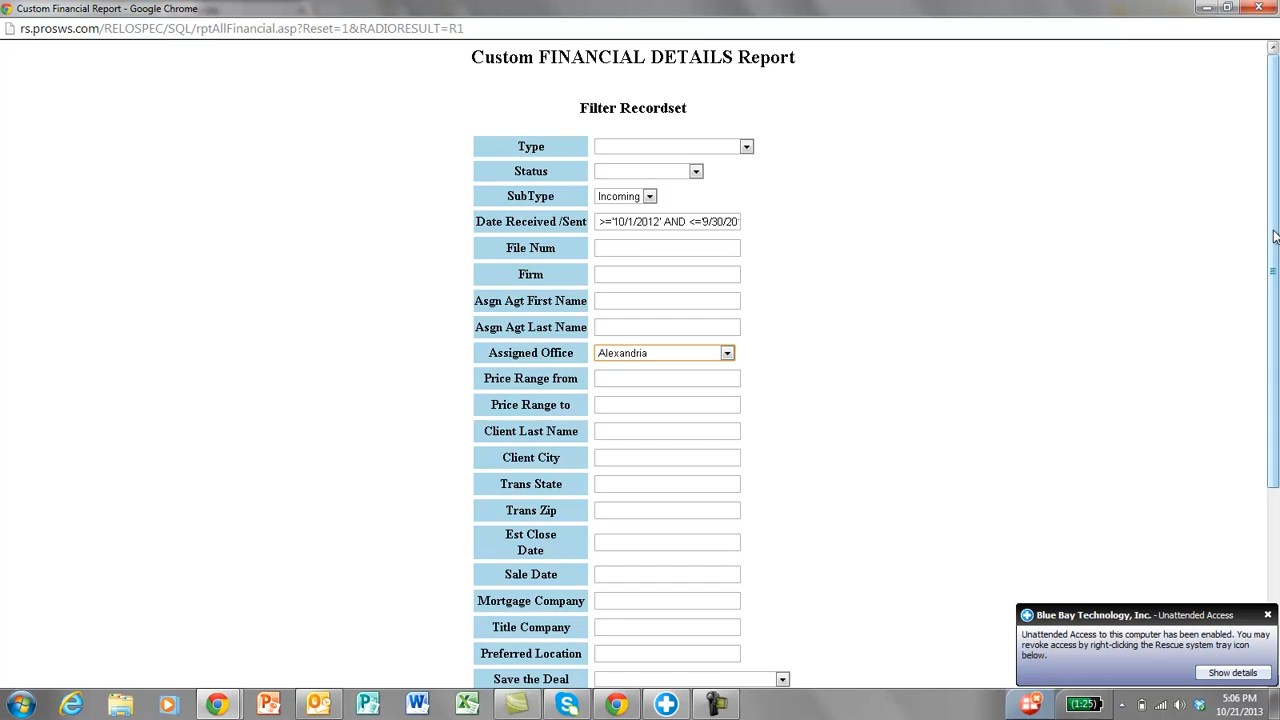 Custom Financial Report - Google Chrome
rs.prosws.com/RELOSPEC/SQL/rptAllFinancial.asp?Reset=1&RADIORESULT=R1
Custom FINANCIAL DETAILS Report
Filter Recordset
Type
Status
SubType Incoming
Date Received /Sent >='10/1/2012' AND <='9/30/20
File Num
Firm
Asgn Agt First Name
Asgn Agt Last Name
Assigned Office Alexandria
Price Range from
Price Range to
Client Last Name
Client City
Trans State
Trans Zip
Est Close
Date
Sale Date
Mortgage Company
Title Company
Preferred Location
Save the Deal
Blue Bay Technology, Inc. - Unattended Access
Unattended Access to this computer has been enabled. You may
revoke access by right-clicking the Rescue system tray icon
below.
Show details
(1:25)
5:06 PM
10/21/2013